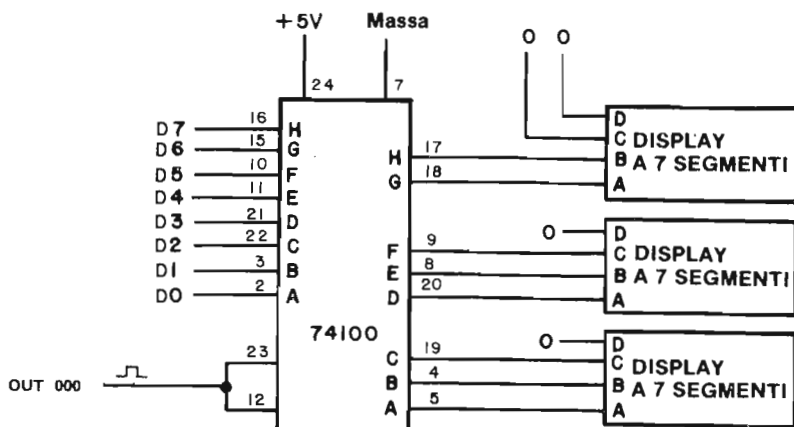 +5V Massa
0 0
24 7
D7 16 H
D6 15 G
D5 10 F
D4 11 E
D3 21 D
D2 22 C
D1 3 B
D0 2 A
23
OUT 000
12
74100
H 17
G 18
F 9
E 8
D 20
C 19
B 4
A 5
D
C DISPLAY
B A 7 SEGMENTI
A
0 D
C DISPLAY
B A 7 SEGMENTI
A
0 D
C DISPLAY
B A 7 SEGMENTI
A